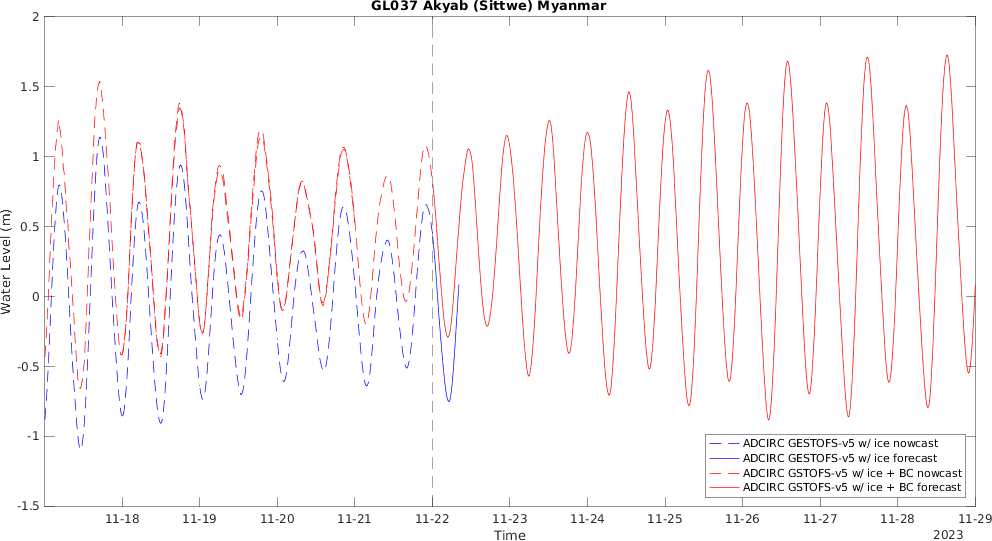 GL037 Akyab (Sittwe) Myanmar
2
1.5
1
0.5
0
-0.5
-1
-1.5
Water Level (m)
ADCIRC GESTOFS-v5 w/ ice nowcast
ADCIRC GESTOFS-v5 w/ ice forecast
ADCIRC GSTOFS-v5 w/ ice + BC nowcast
ADCIRC GSTOFS-v5 w/ ice + BC forecast
11-18 11-19 11-20 11-21 11-22 11-23 11-24 11-25 11-26 11-27 11-28 11-29
Time
2023